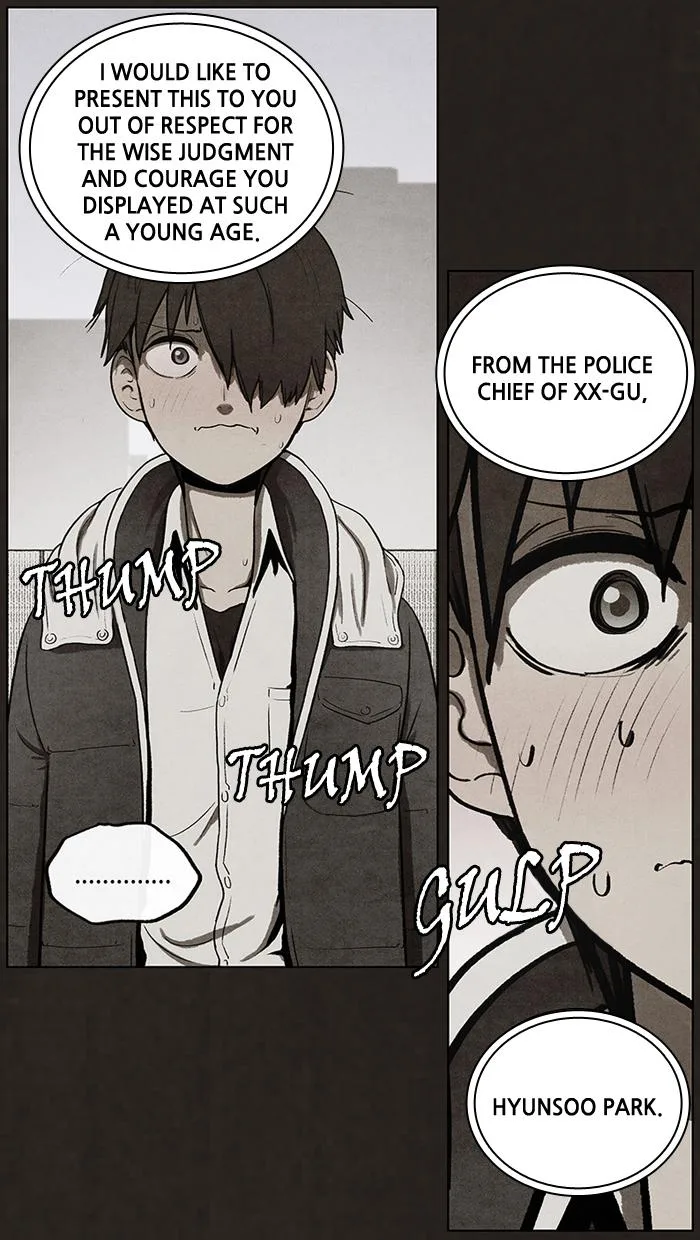 I WOULD LIKE TO
PRESENT THIS TO YOU
OUT OF RESPECT FOR
THE WISE JUDGMENT
AND COURAGE YOU
DISPLAYED AT SUCH
A YOUNG AGE.
FROM THE POLICE
CHIEF OF XX-GU,
THUMP
THUMP
..............
GULP
HYUNSOO PARK.